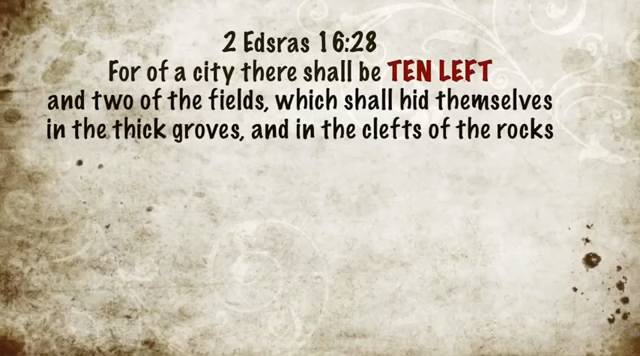 2 Edsras 16:28
For of a city there shall be TEN LEFT
and two of the fields, which shall hid themselves
in the thick groves, and in the clefts of the rocks